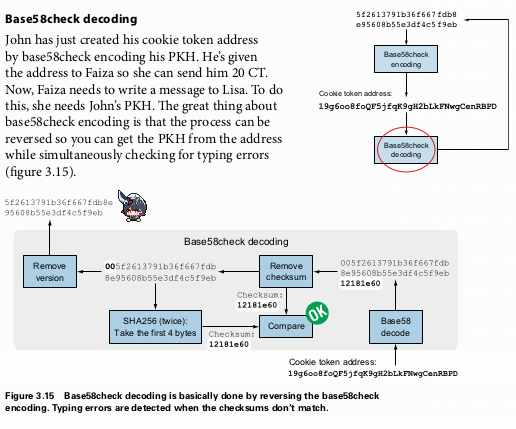 Base58check decoding
John has just created his cookie token address
by base58check encoding his PKH. He's given
the address to Faiza so she can send him 20 CT.
Now, Faiza needs to write a message to Lisa. To do
this, she needs John's PKH. The great thing about
base58check encoding is that the process can be
reversed so you can get the PKH from the address
while simultaneously checking for typing errors
(figure 3.15).
5f2613791b36f667fdb8
e95608b55e3df4c5f9eb
Base58check
encoding
Cookie token address:
19g6oo8foQF5jfqK9gH2bLkFNwgCenRBPD
Base58check
decoding
5f2613791b36f667fdb8e
95608b55e3df4c5f9eb
Base58check decoding
Remove
version
005f2613791b36f667fdb
8e95608b55e3df4c5f9eb
Remove
checksum
005f2613791b36f667fdb
8e95608b55e3df4c5f9eb
12181e60
Checksum:
12181e60
OK
SHA256 (twice):
Take the first 4 bytes
Checksum:
12181e60
Compare
Base58
decode
Cookie token address:
19g6oo8foQF5jfqK9gH2bLkFNwgCenRBPD
Figure 3.15 Base58check decoding is basically done by reversing the base58check
encoding. Typing errors are detected when the checksums don't match.